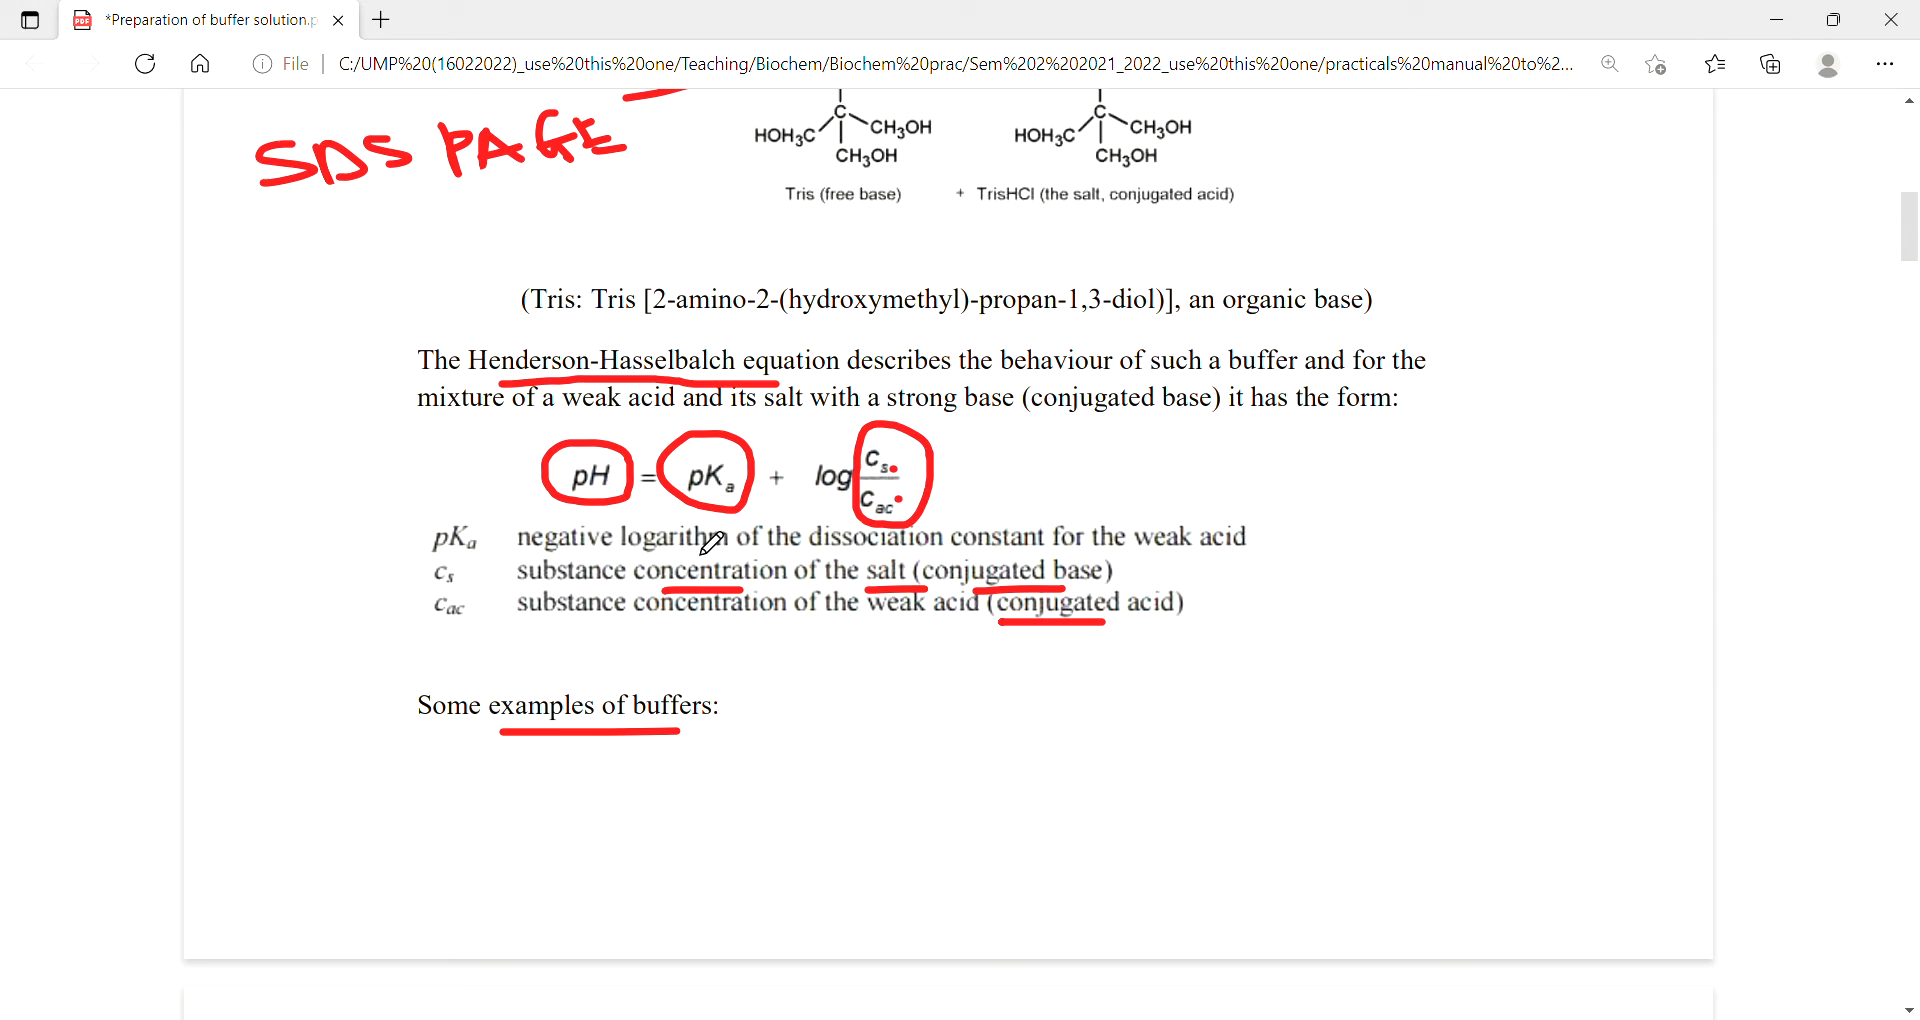 *Preparation of buffer solution.p
File
C:/UMP%20(16022022)_use%20this%20one/Teaching/Biochem/Biochem%20prac/Sem%202%202021_2022_use%20this%20one/practicals%20manual%20to%2...
SDS PAGE
C C
HOH₃C CH₃OH HOH₃C CH₃OH
CH₃OH CH₃OH
Tris (free base) + TrisHCl (the salt, conjugated acid)
(Tris: Tris [2-amino-2-(hydroxymethyl)-propan-1,3-diol)], an organic base)
The Henderson-Hasselbalch equation describes the behaviour of such a buffer and for the
mixture of a weak acid and its salt with a strong base (conjugated base) it has the form:
pH = pKa + log cs/cac
pKa negative logarithm of the dissociation constant for the weak acid
cs substance concentration of the salt (conjugated base)
cac substance concentration of the weak acid (conjugated acid)
Some examples of buffers: